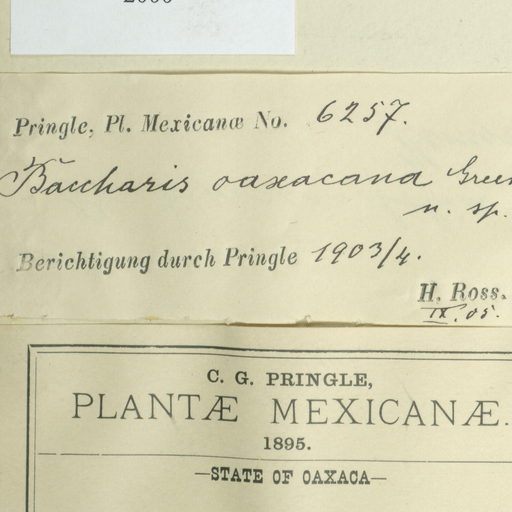 Pringle, Pl. Mexicanæ No. 6257.
Baccharis oaxacana Green
n. sp.
Berichtigung durch Pringle 1903/4.
H. Ross.
IX. 05.
C. G. PRINGLE,
PLANTÆ MEXICANÆ.
1895.
—STATE OF OAXACA—